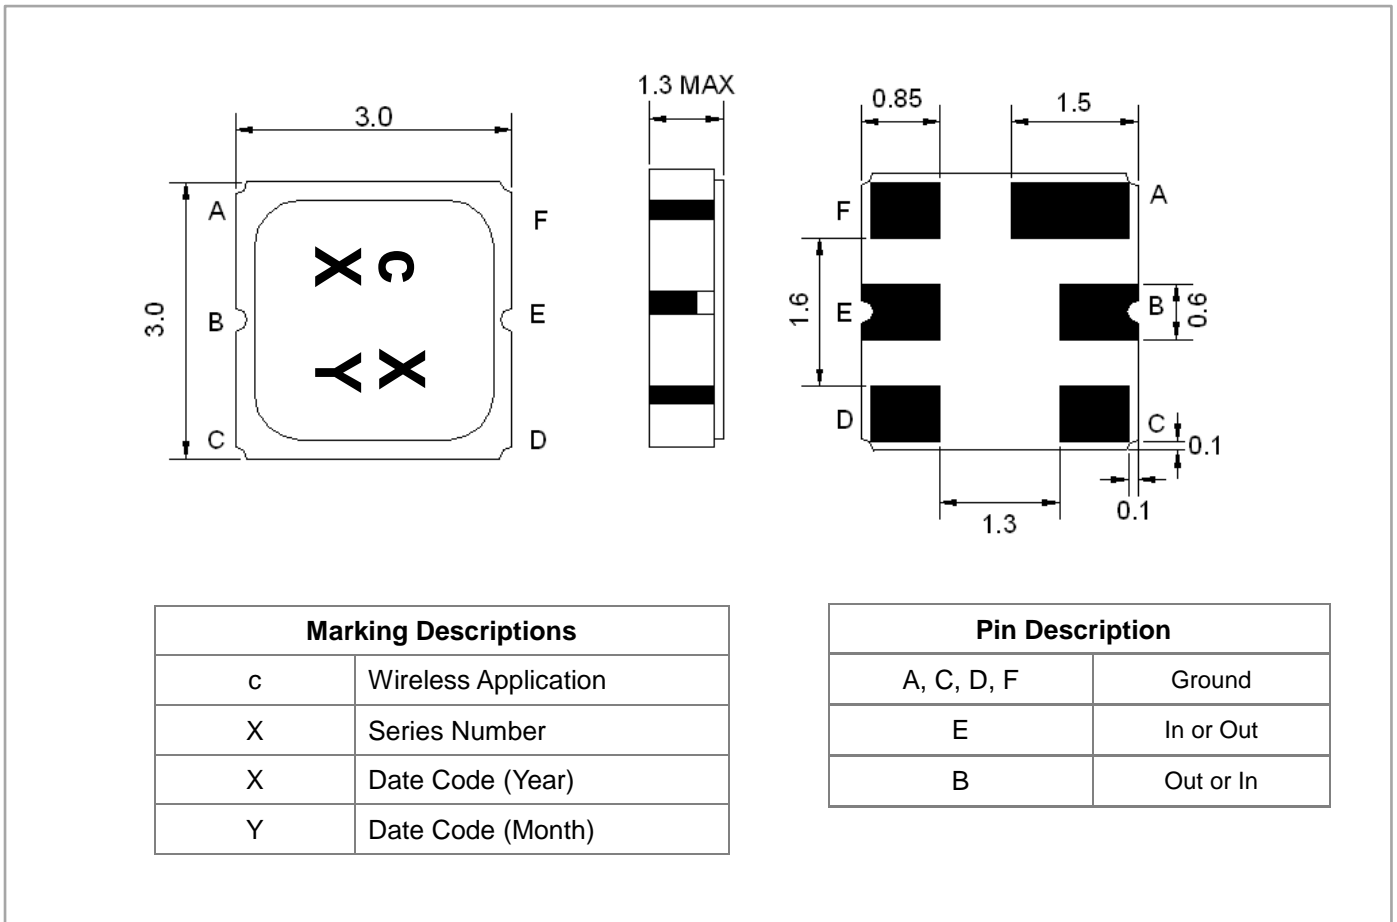 3.0
3.0
A
B
C
F
E
D
c X
X Y
1.3 MAX
0.85
1.5
F
E
D
A
B
C
1.6
0.6
0.1
0.1
1.3
Marking Descriptions
c Wireless Application
X Series Number
X Date Code (Year)
Y Date Code (Month)
Pin Description
A, C, D, F Ground
E In or Out
B Out or In